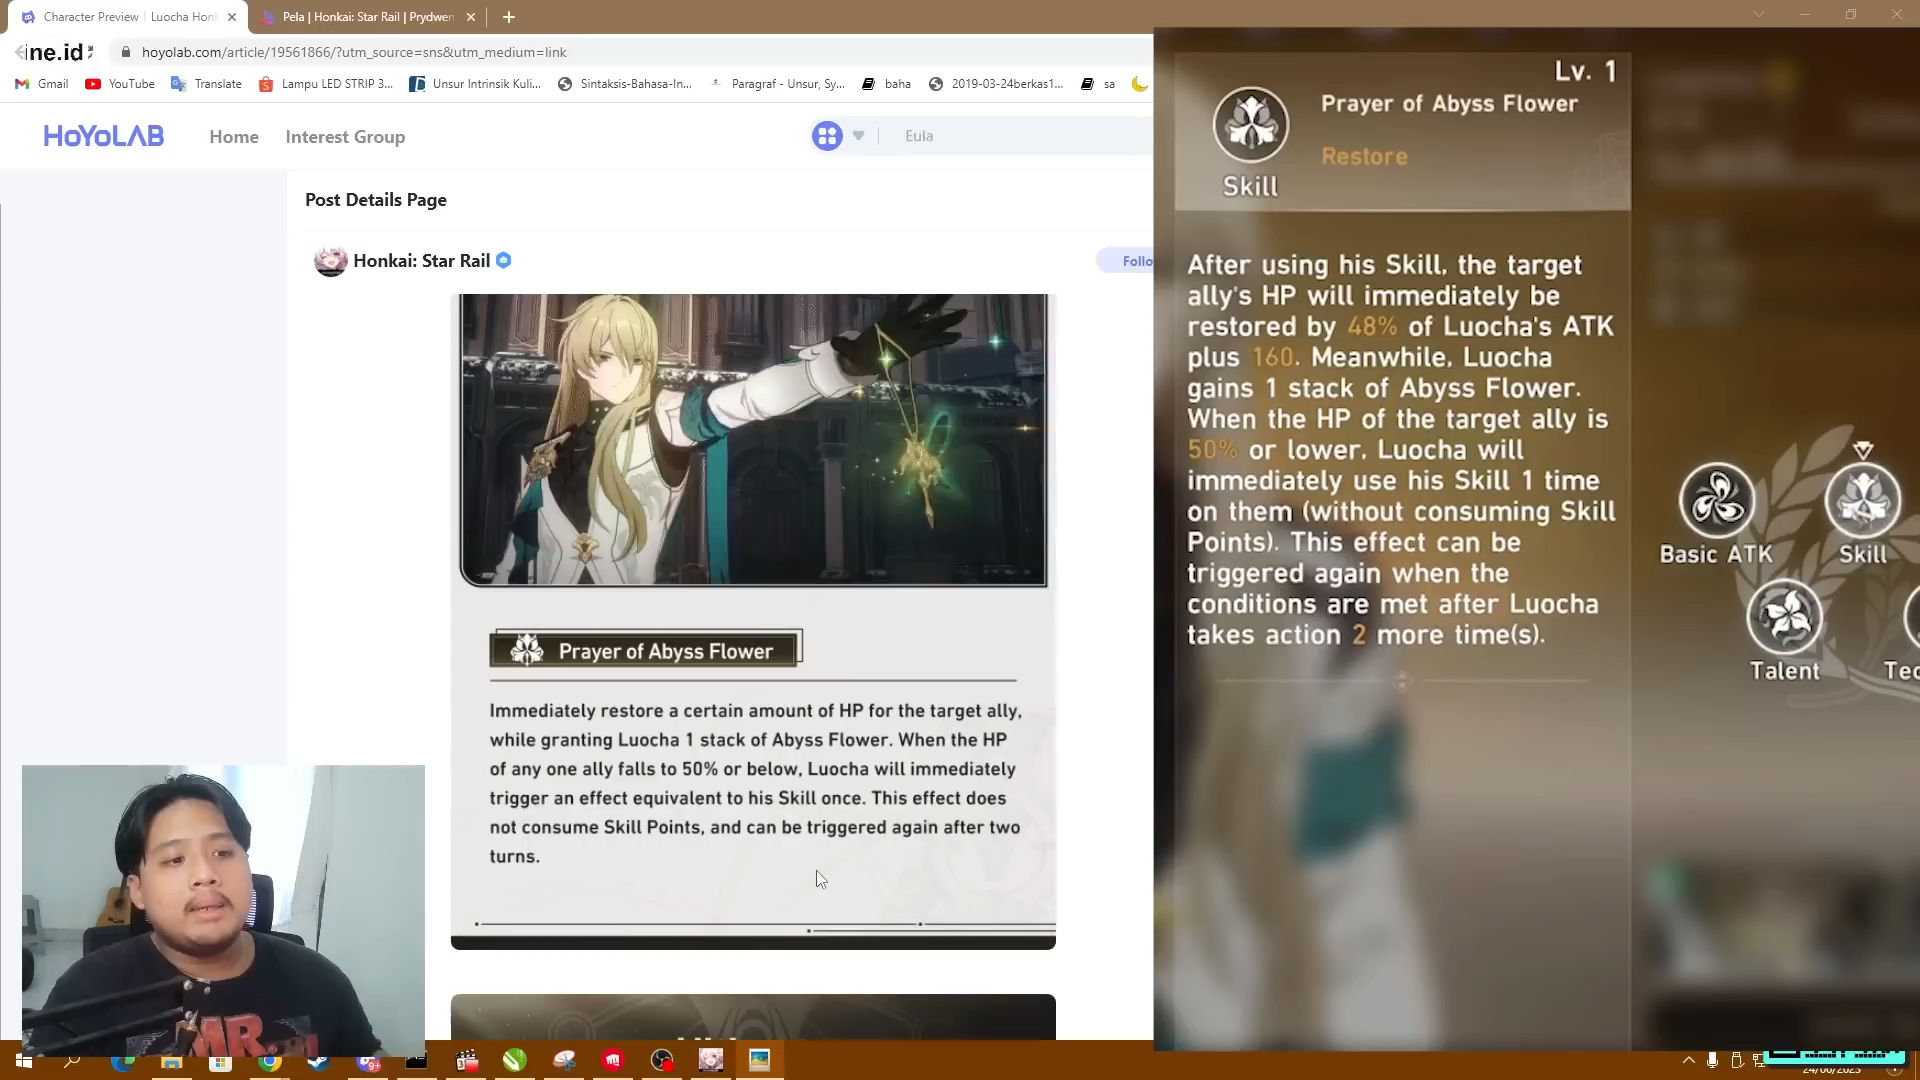 Character Preview | Luocha Honk
Pela | Honkai: Star Rail | Prydwen
ine.id
hoyolab.com/article/19561866/?utm_source=sns&utm_medium=link
Gmail
YouTube
Translate
Lampu LED STRIP 3...
Unsur Intrinsik Kuli...
Sintaksis-Bahasa-In...
Paragraf - Unsur, Sy...
baha
2019-03-24berkas1...
sa
HoYoLAB
Home
Interest Group
Eula
Post Details Page
Honkai: Star Rail
Follo
Prayer of Abyss Flower
Immediately restore a certain amount of HP for the target ally,
while granting Luocha 1 stack of Abyss Flower. When the HP
of any one ally falls to 50% or below, Luocha will immediately
trigger an effect equivalent to his Skill once. This effect does
not consume Skill Points, and can be triggered again after two
turns.
Lv. 1
Prayer of Abyss Flower
Restore
Skill
After using his Skill, the target
ally's HP will immediately be
restored by 48% of Luocha's ATK
plus 160. Meanwhile, Luocha
gains 1 stack of Abyss Flower.
When the HP of the target ally is
50% or lower, Luocha will
immediately use his Skill 1 time
on them (without consuming Skill
Points). This effect can be
triggered again when the
conditions are met after Luocha
takes action 2 more time(s).
Basic ATK
Skill
Talent
Tec
MR.
9+
24/06/2023